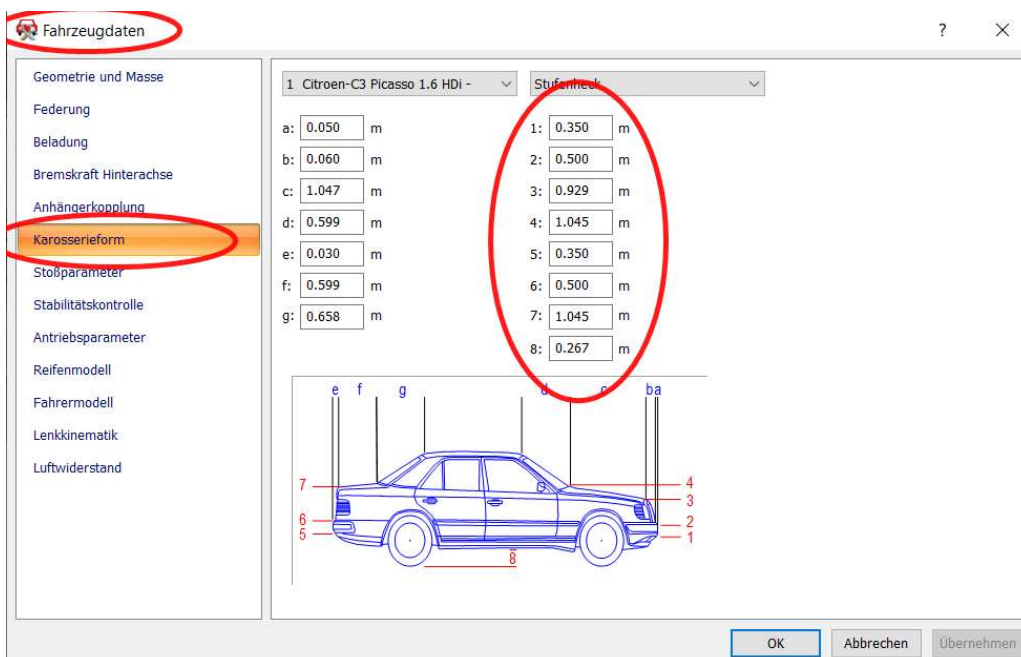 Fahrzeugdaten
?
Geometrie und Masse
Federung
Beladung
Bremskraft Hinterachse
Anhängerkopplung
Karosserieform
Stoßparameter
Stabilitätskontrolle
Antriebsparameter
Reifenmodell
Fahrermodell
Lenkkinematik
Luftwiderstand
1 Citroen-C3 Picasso 1.6 HDi -
Stufenheck
a: 0.050 m
b: 0.060 m
c: 1.047 m
d: 0.599 m
e: 0.030 m
f: 0.599 m
g: 0.658 m
1: 0.350 m
2: 0.500 m
3: 0.929 m
4: 1.045 m
5: 0.350 m
6: 0.500 m
7: 1.045 m
8: 0.267 m
e f g d c b a
7
6
5
4
3
2
1
8
OK Abbrechen Übernehmen